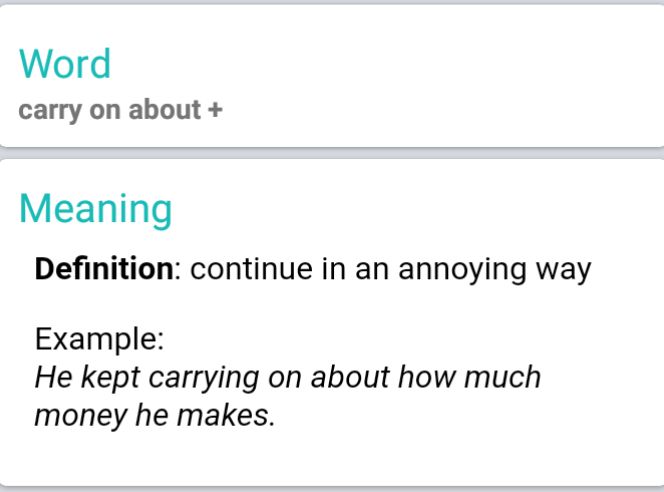 Word
carry on about +
Meaning
Definition: continue in an annoying way
Example:
He kept carrying on about how much
money he makes.